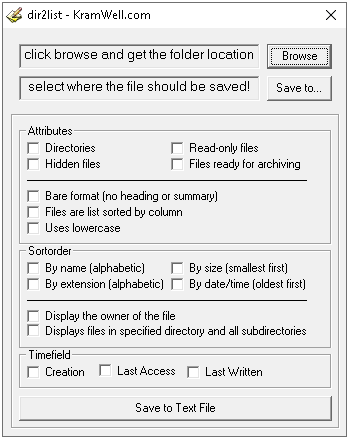 dir2list - KramWell.com
click browse and get the folder location Browse
select where the file should be saved! Save to...
Attributes
Directories Read-only files
Hidden files Files ready for archiving
Bare format (no heading or summary)
Files are list sorted by column
Uses lowercase
Sortorder
By name (alphabetic) By size (smallest first)
By extension (alphabetic) By date/time (oldest first)
Display the owner of the file
Displays files in specified directory and all subdirectories
Timefield
Creation Last Access Last Written
Save to Text File